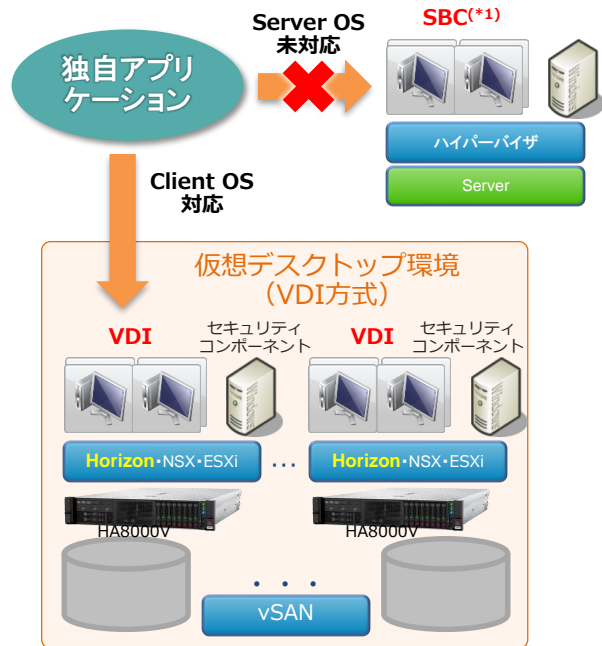 Server OS
未対応
SBC(*1)
独自アプリ
ケーション
ハイパーバイザ
Server
Client OS
対応
仮想デスクトップ環境
（VDI方式）
VDI
セキュリティ
コンポーネント
VDI
セキュリティ
コンポーネント
Horizon・NSX・ESXi
...
Horizon・NSX・ESXi
HA8000V
HA8000V
・・・
vSAN